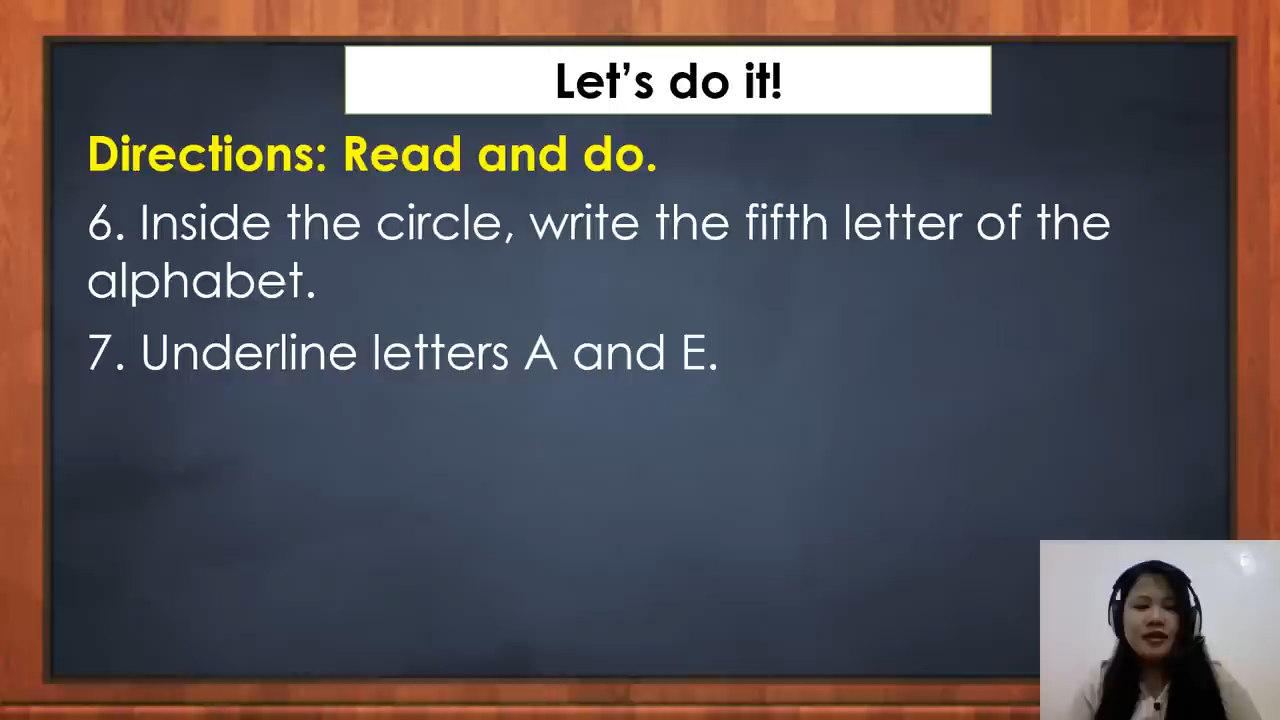 Let's do it!
Directions: Read and do.
6. Inside the circle, write the fifth letter of the
alphabet.
7. Underline letters A and E.